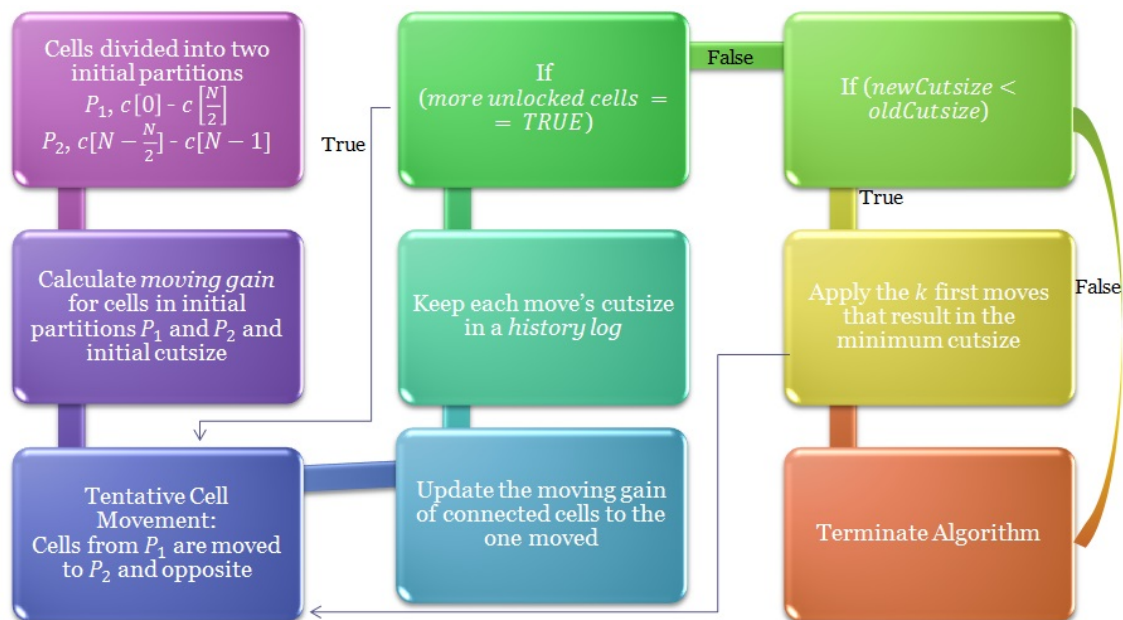 Cells divided into two
initial partitions
P₁, c[0] - c[N/2]
P₂, c[N − N/2] - c[N − 1]
Calculate moving gain
for cells in initial
partitions P₁ and P₂ and
initial cutsize
Tentative Cell
Movement:
Cells from P₁ are moved
to P₂ and opposite
Update the moving gain
of connected cells to the
one moved
Keep each move's cutsize
in a history log
If
(more unlocked cells =
= TRUE)
True
False
If (newCutsize <
oldCutsize)
True
False
Apply the k first moves
that result in the
minimum cutsize
Terminate Algorithm